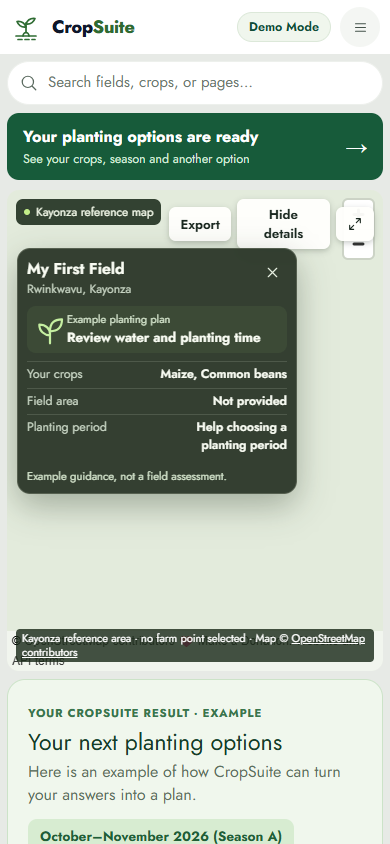 CropSuite
Demo Mode
Search fields, crops, or pages...
Your planting options are ready
See your crops, season and another option
Kayonza reference map
Export
Hide
details
My First Field
Rwinkwavu, Kayonza
Example planting plan
Review water and planting time
Your crops
Maize, Common beans
Field area
Not provided
Planting period
Help choosing a
planting period
Example guidance, not a field assessment.
Kayonza reference area · no farm point selected · Map © OpenStreetMap
contributors
YOUR CROPSUITE RESULT · EXAMPLE
Your next planting options
Here is an example of how CropSuite can turn
your answers into a plan.
October–November 2026 (Season A)